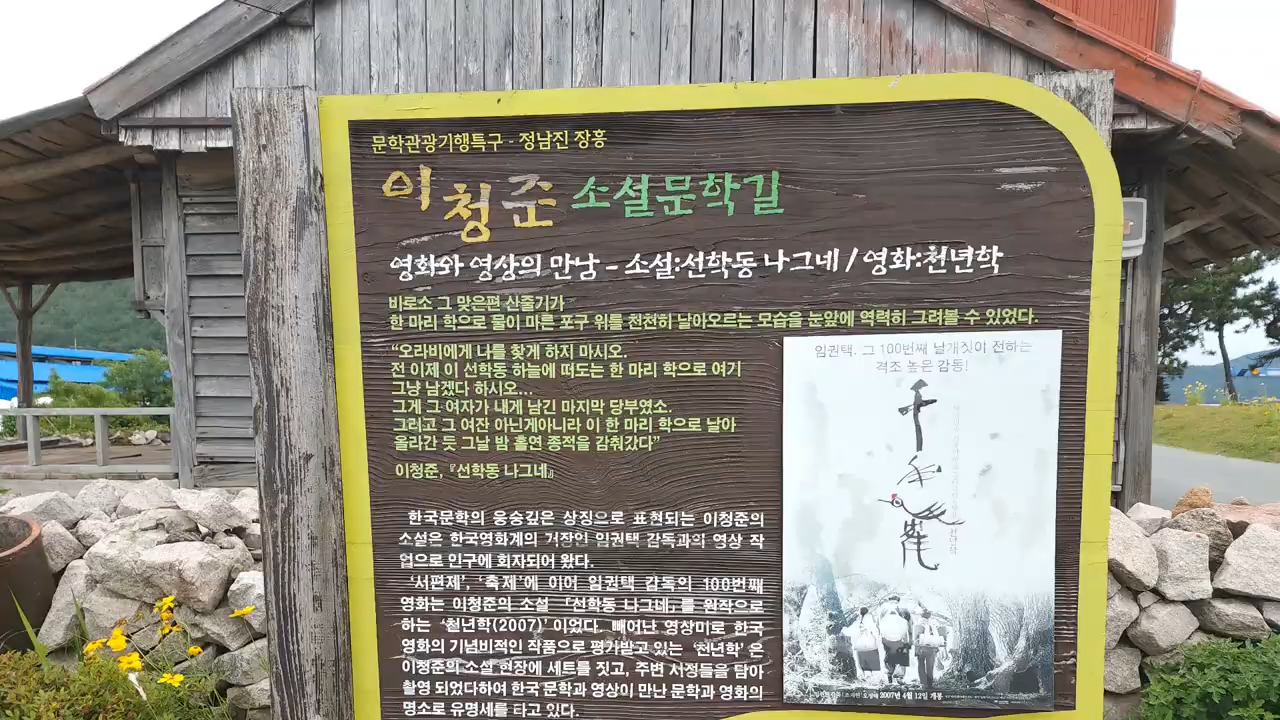 문학관광기행특구 - 정남진 장흥
이청준 소설문학길
영화와 영상의 만남 - 소설:선학동 나그네 / 영화:천년학
비로소 그 맞은편 산줄기가
한 마리 학으로 물이 마른 포구 위를 천천히 날아오르는 모습을 눈앞에 역력히 그려볼 수 있었다.
“오라비에게 나를 찾게 하지 마시오.
전 이제 이 선학동 하늘에 떠도는 한 마리 학으로 여기
그냥 남겠다 하시오...
그게 그 여자가 내게 남긴 마지막 당부였소.
그리고 그 여잔 아닌게아니라 이 한 마리 학으로 날아
올라간 듯 그날 밤 홀연 종적을 감춰갔다”
이청준, 『선학동 나그네』
한국문학의 웅숭깊은 상징으로 표현되는 이청준의
소설은 한국영화계의 거장인 임권택 감독과의 영상 작
업으로 인구에 회자되어 왔다.
‘서편제’, ‘축제’에 이어 임권택 감독의 100번째
영화는 이청준의 소설 『선학동 나그네』를 원작으로
하는 ‘천년학(2007)’이었다. 빼어난 영상미로 한국
영화의 기념비적인 작품으로 평가받고 있는 ‘천년학’은
이청준의 소설 현장에 세트를 짓고, 주변 서정들을 담아
촬영 되었다하여 한국 문학과 영상이 만난 문학과 영화의
명소로 유명세를 타고 있다.
임권택. 그 100번째 날개짓이 전하는
격조 높은 감동!
千年鶴
2007년 4월 12일 개봉